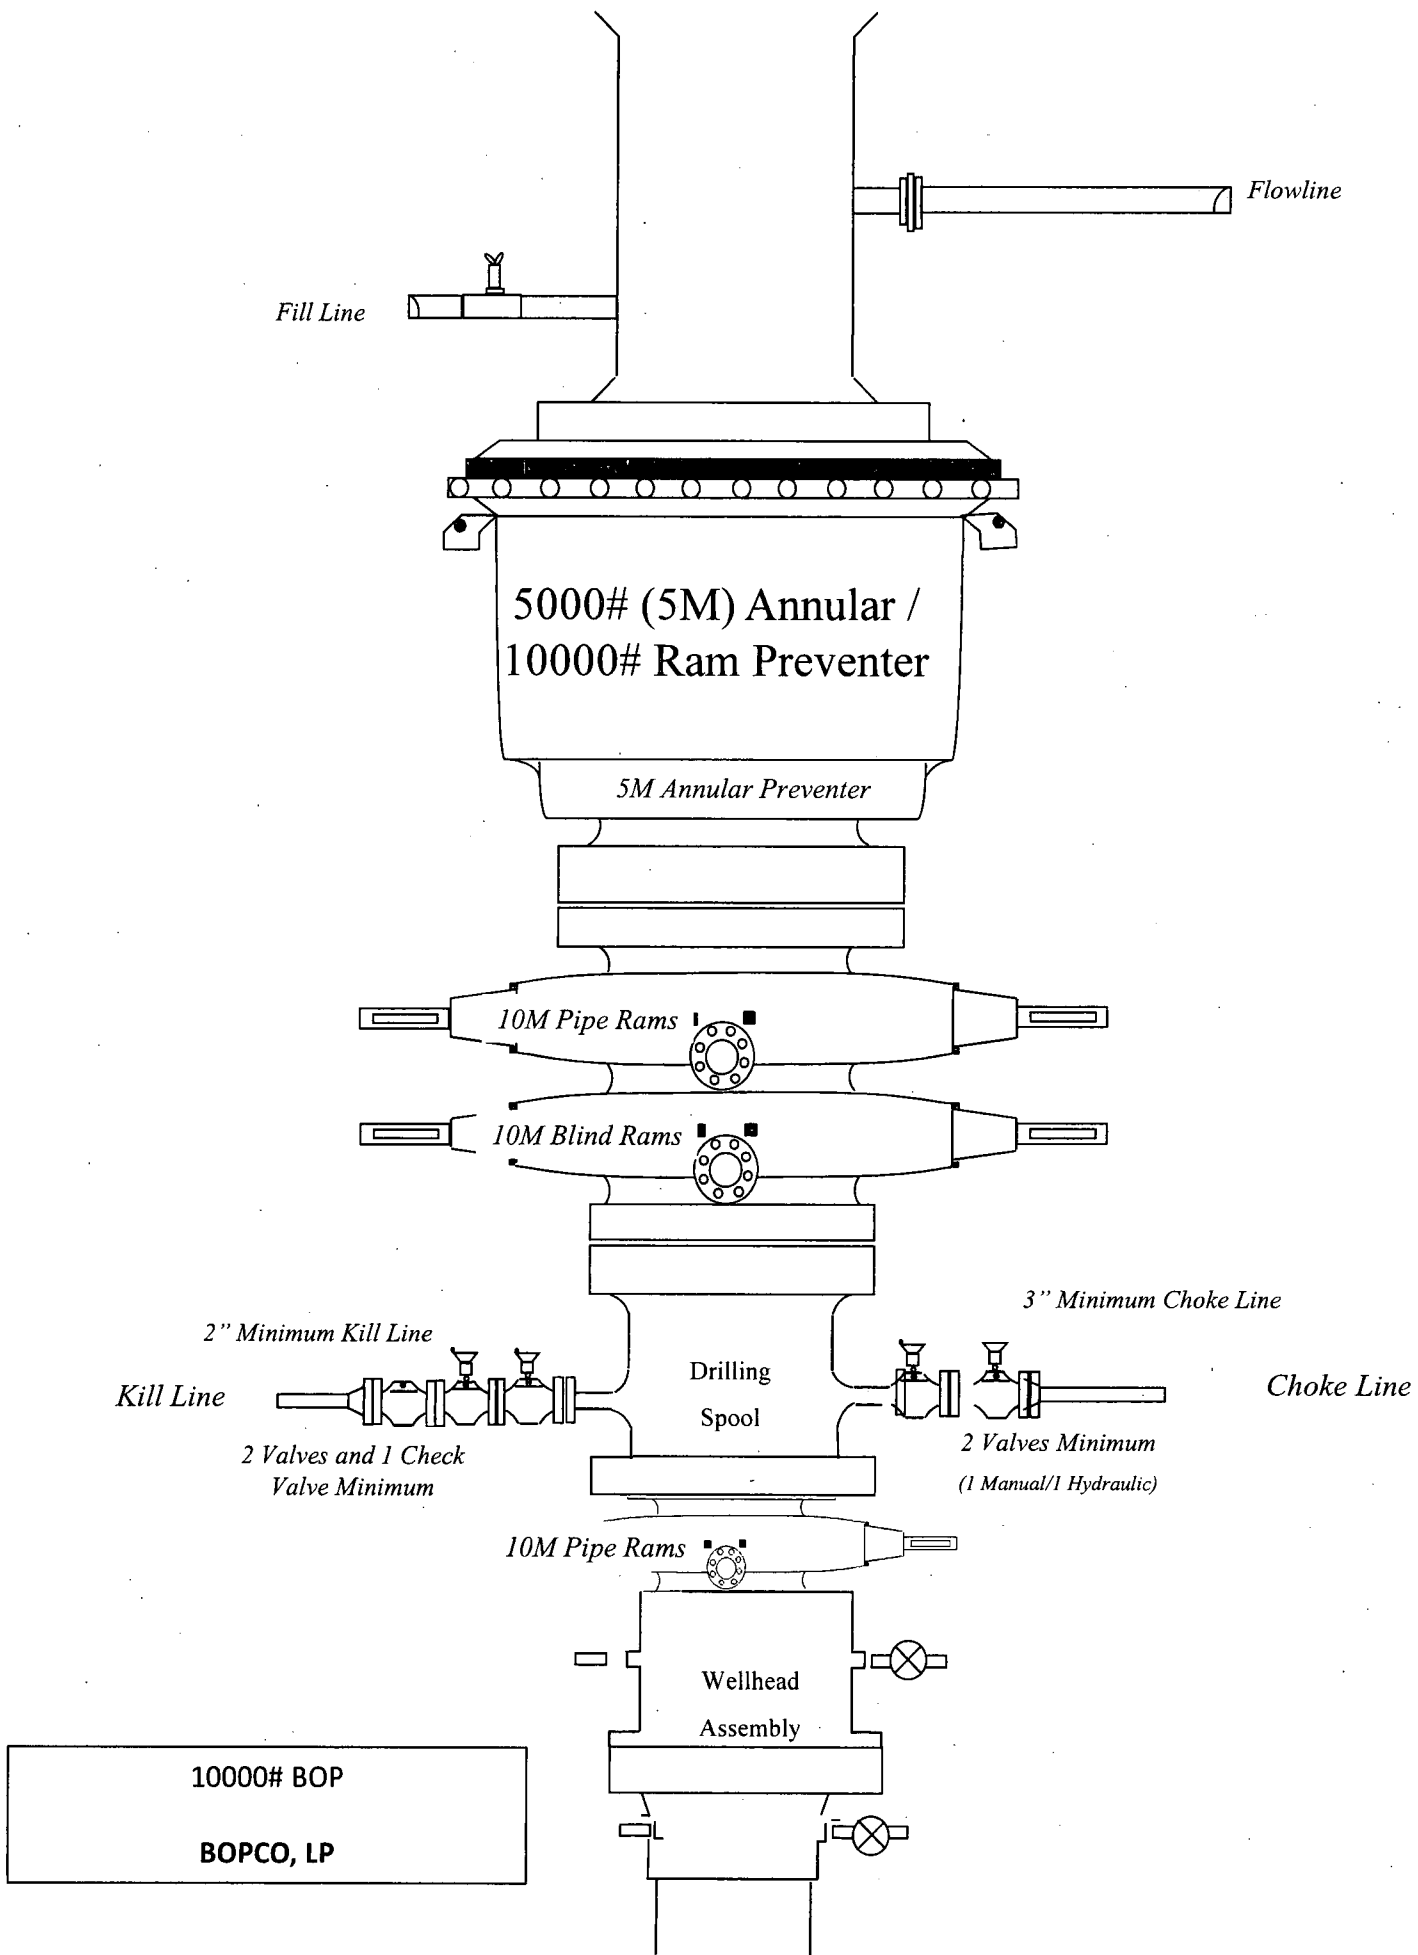 Flowline
Fill Line
5000# (5M) Annular /
10000# Ram Preventer
5M Annular Preventer
10M Pipe Rams
10M Blind Rams
3” Minimum Choke Line
2” Minimum Kill Line
Kill Line
Drilling
Spool
Choke Line
2 Valves and 1 Check
Valve Minimum
2 Valves Minimum
(1 Manual/1 Hydraulic)
10M Pipe Rams
Wellhead
Assembly
10000# BOP
BOPCO, LP